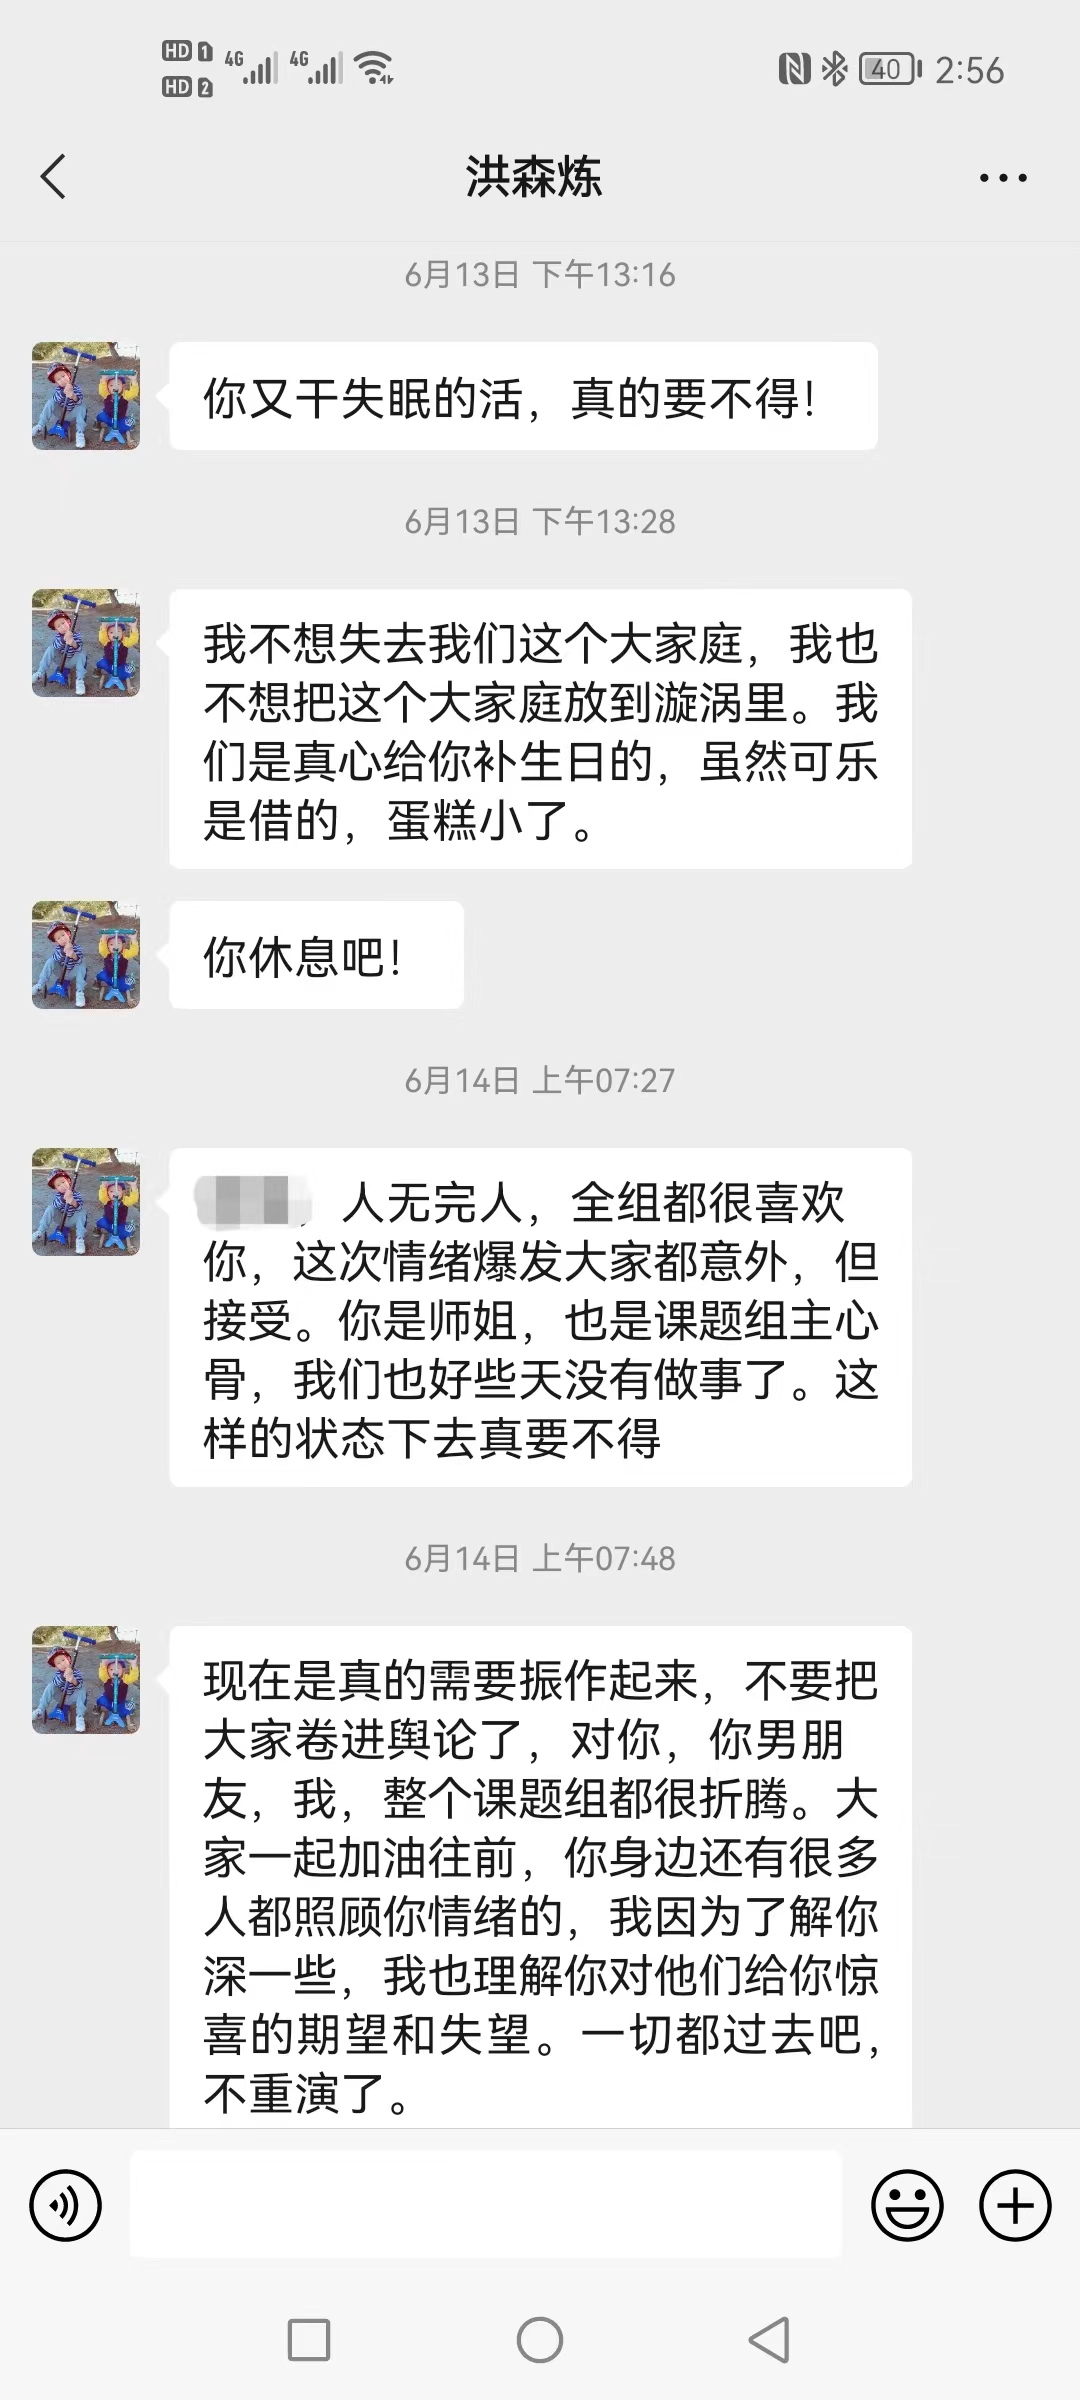 HD 1 4G 4G 40 2:56
HD 2
洪森炼
6月13日 下午13:16
你又干失眠的活，真的要不得！
6月13日 下午13:28
我不想失去我们这个大家庭，我也
不想把这个大家庭放到漩涡里。我
们是真心给你补生日的，虽然可乐
是借的，蛋糕小了。
你休息吧！
6月14日 上午07:27
，人无完人，全组都很喜欢
你，这次情绪爆发大家都意外，但
接受。你是师姐，也是课题组主心
骨，我们也好些天没有做事了。这
样的状态下去真要不得
6月14日 上午07:48
现在是真的需要振作起来，不要把
大家卷进舆论了，对你，你男朋
友，我，整个课题组都很折腾。大
家一起加油往前，你身边还有很多
人都照顾你情绪的，我因为了解你
深一些，我也理解你对他们给你惊
喜的期望和失望。一切都过去吧，
不重演了。